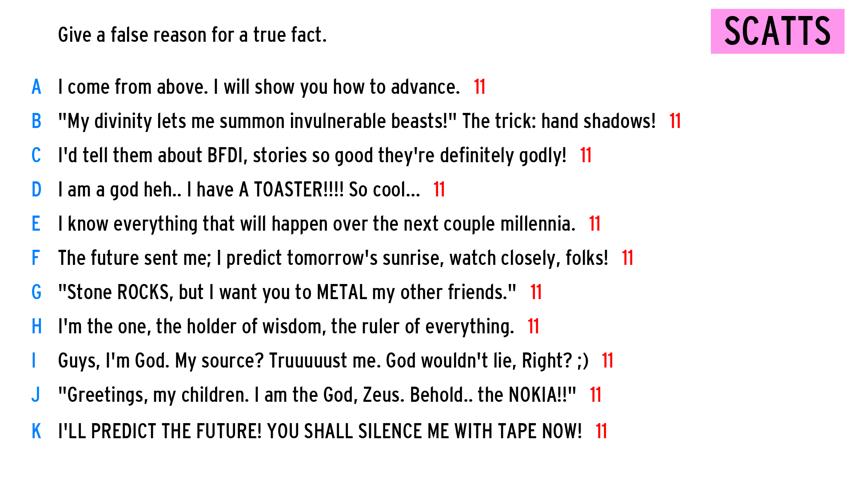 Give a false reason for a true fact.
SCATTS
A I come from above. I will show you how to advance. 11
B "My divinity lets me summon invulnerable beasts!" The trick: hand shadows! 11
C I'd tell them about BFDI, stories so good they're definitely godly! 11
D I am a god heh.. I have A TOASTER!!!! So cool... 11
E I know everything that will happen over the next couple millennia. 11
F The future sent me; I predict tomorrow's sunrise, watch closely, folks! 11
G "Stone ROCKS, but I want you to METAL my other friends." 11
H I'm the one, the holder of wisdom, the ruler of everything. 11
I Guys, I'm God. My source? Truuuuust me. God wouldn't lie, Right? ;) 11
J "Greetings, my children. I am the God, Zeus. Behold.. the NOKIA!!" 11
K I'LL PREDICT THE FUTURE! YOU SHALL SILENCE ME WITH TAPE NOW! 11